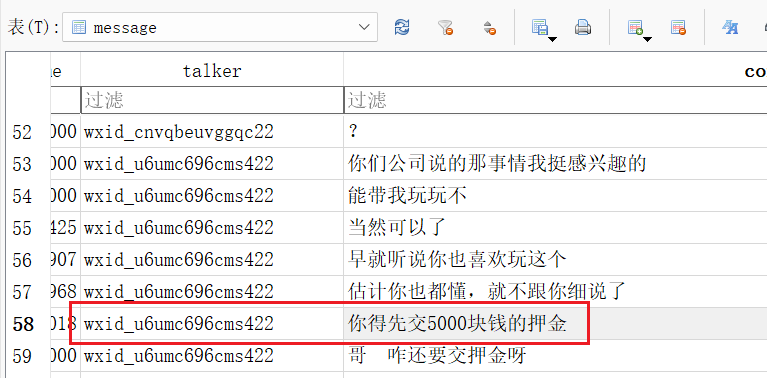 表(T): message
ne talker co
过滤 过滤
52 000 wxid_cnvqbeuvggqc22 ?
53 000 wxid_u6umc696cms422 你们公司说的那事情我挺感兴趣的
54 000 wxid_u6umc696cms422 能带我玩玩不
55 425 wxid_u6umc696cms422 当然可以了
56 907 wxid_u6umc696cms422 早就听说你也喜欢玩这个
57 968 wxid_u6umc696cms422 估计你也都懂，就不跟你细说了
58 018 wxid_u6umc696cms422 你得先交5000块钱的押金
59 000 wxid_u6umc696cms422 哥 咋还要交押金呀